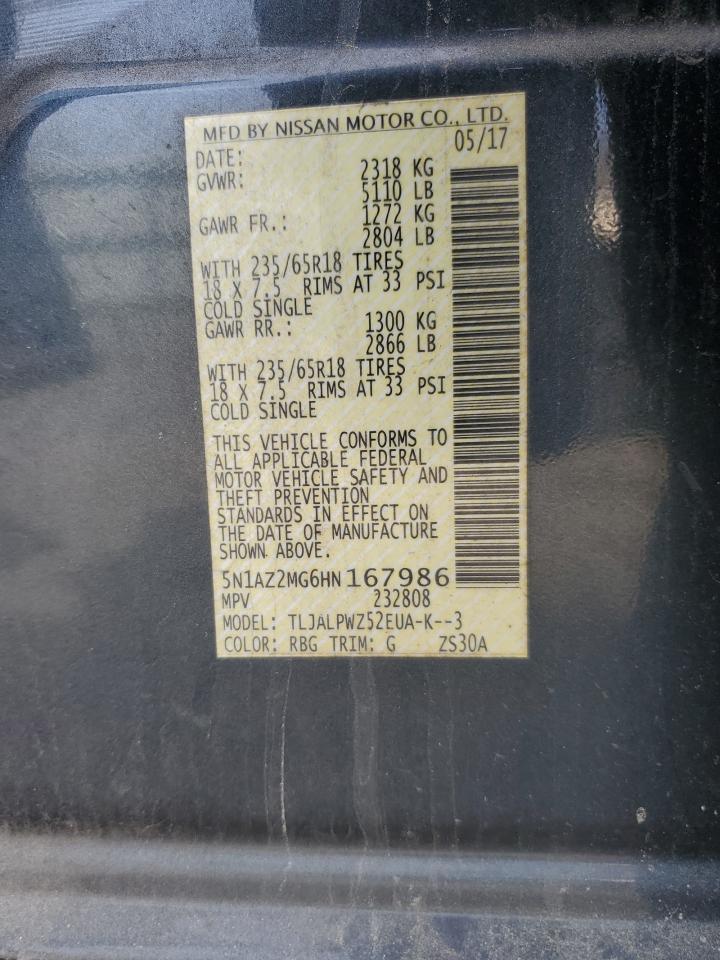 MFD BY NISSAN MOTOR CO., LTD.
DATE: 05/17
GVWR: 2318 KG
5110 LB
GAWR FR.: 1272 KG
2804 LB
WITH 235/65R18 TIRES
18 X 7.5 RIMS AT 33 PSI
COLD SINGLE
GAWR RR.: 1300 KG
2866 LB
WITH 235/65R18 TIRES
18 X 7.5 RIMS AT 33 PSI
COLD SINGLE
THIS VEHICLE CONFORMS TO
ALL APPLICABLE FEDERAL
MOTOR VEHICLE SAFETY AND
THEFT PREVENTION
STANDARDS IN EFFECT ON
THE DATE OF MANUFACTURE
SHOWN ABOVE.
5N1AZ2MG6HN167986
MPV 232808
MODEL: TLJALPWZ52EUA-K--3
COLOR: RBG TRIM: G ZS30A